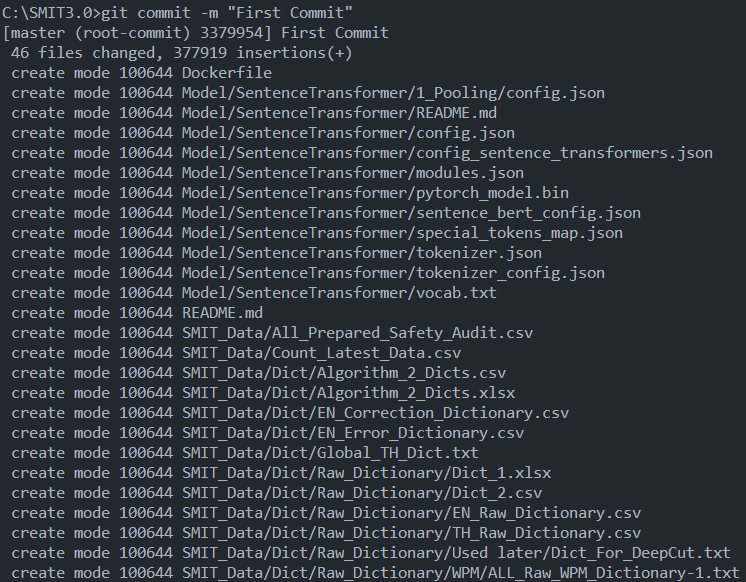 C:\SMIT3.0>git commit -m "First Commit"
[master (root-commit) 3379954] First Commit
 46 files changed, 377919 insertions(+)
 create mode 100644 Dockerfile
 create mode 100644 Model/SentenceTransformer/1_Pooling/config.json
 create mode 100644 Model/SentenceTransformer/README.md
 create mode 100644 Model/SentenceTransformer/config.json
 create mode 100644 Model/SentenceTransformer/config_sentence_transformers.json
 create mode 100644 Model/SentenceTransformer/modules.json
 create mode 100644 Model/SentenceTransformer/pytorch_model.bin
 create mode 100644 Model/SentenceTransformer/sentence_bert_config.json
 create mode 100644 Model/SentenceTransformer/special_tokens_map.json
 create mode 100644 Model/SentenceTransformer/tokenizer.json
 create mode 100644 Model/SentenceTransformer/tokenizer_config.json
 create mode 100644 Model/SentenceTransformer/vocab.txt
 create mode 100644 README.md
 create mode 100644 SMIT_Data/All_Prepared_Safety_Audit.csv
 create mode 100644 SMIT_Data/Count_Latest_Data.csv
 create mode 100644 SMIT_Data/Dict/Algorithm_2_Dicts.csv
 create mode 100644 SMIT_Data/Dict/Algorithm_2_Dicts.xlsx
 create mode 100644 SMIT_Data/Dict/EN_Correction_Dictionary.csv
 create mode 100644 SMIT_Data/Dict/EN_Error_Dictionary.csv
 create mode 100644 SMIT_Data/Dict/Global_TH_Dict.txt
 create mode 100644 SMIT_Data/Dict/Raw_Dictionary/Dict_1.xlsx
 create mode 100644 SMIT_Data/Dict/Raw_Dictionary/Dict_2.csv
 create mode 100644 SMIT_Data/Dict/Raw_Dictionary/EN_Raw_Dictionary.csv
 create mode 100644 SMIT_Data/Dict/Raw_Dictionary/TH_Raw_Dictionary.csv
 create mode 100644 SMIT_Data/Dict/Raw_Dictionary/Used later/Dict_For_DeepCut.txt
 create mode 100644 SMIT_Data/Dict/Raw_Dictionary/WPM/ALL_Raw_WPM_Dictionary-1.txt